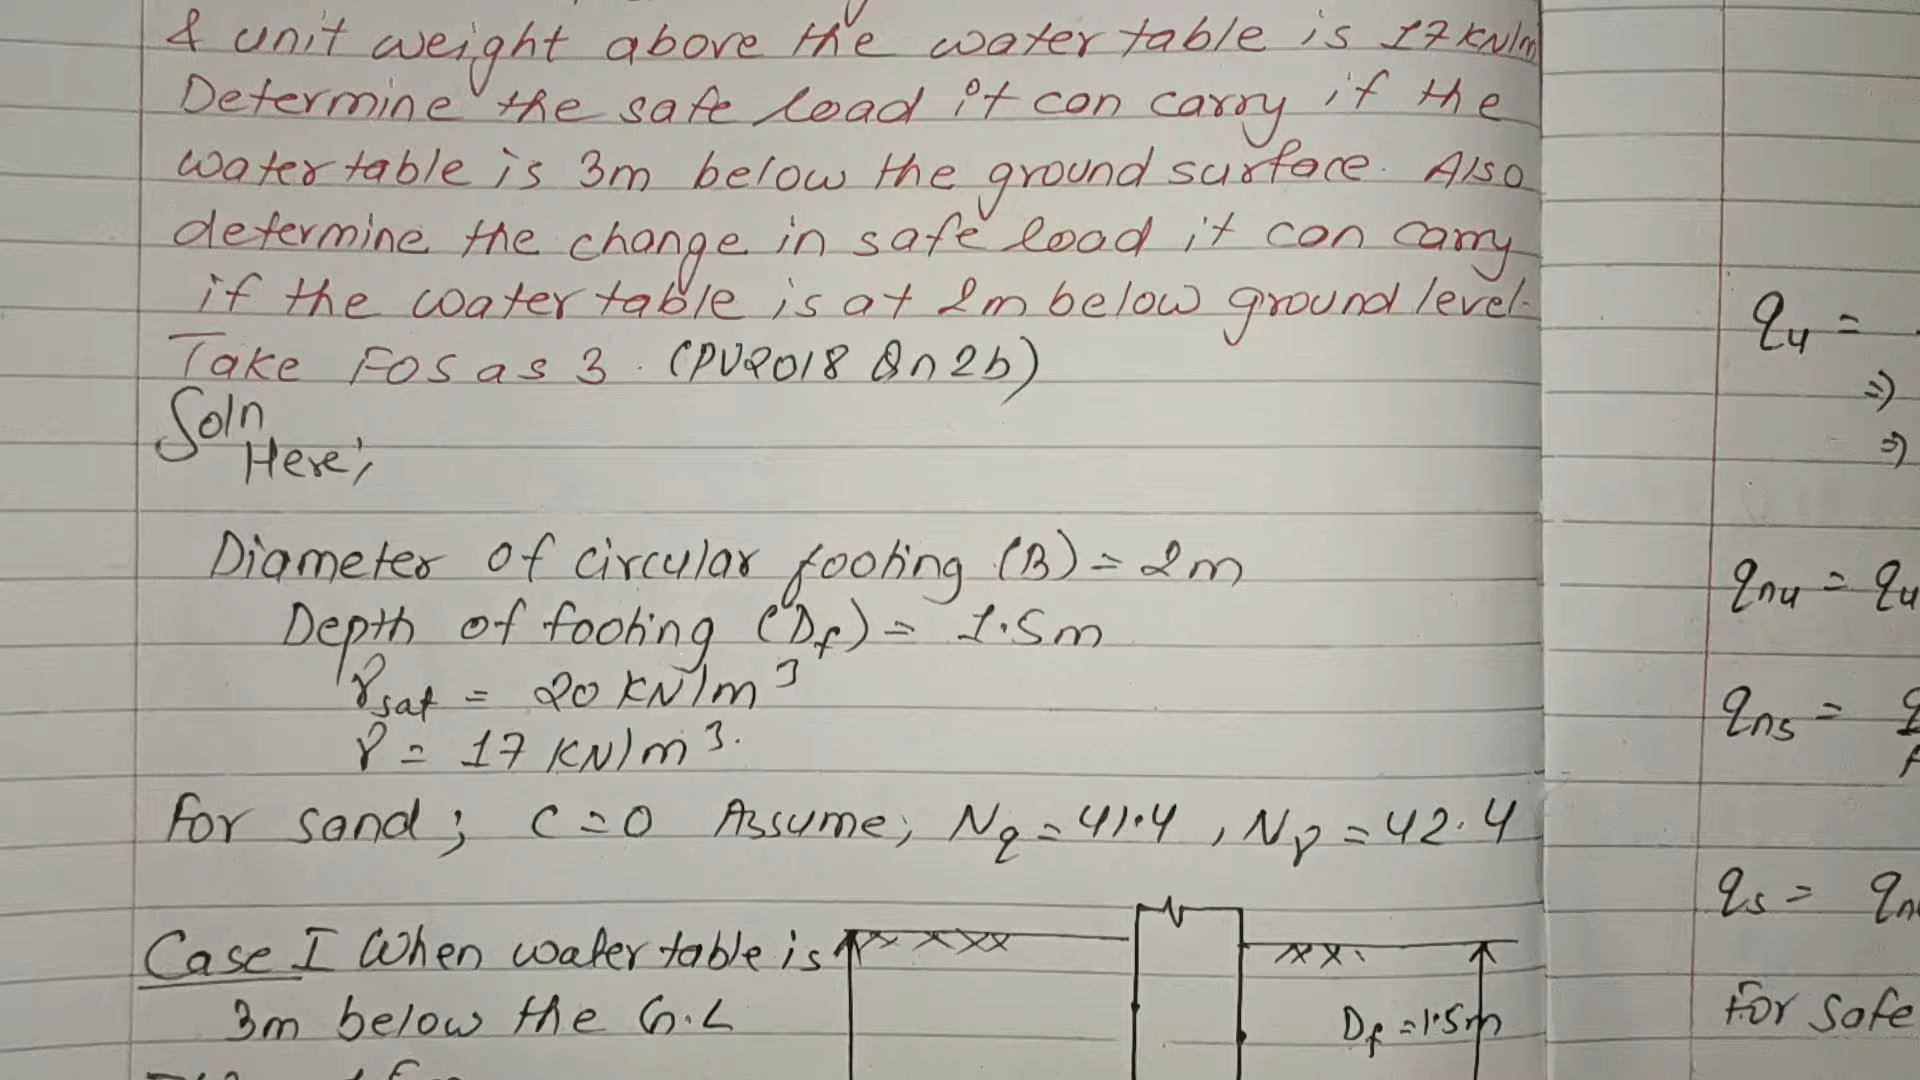 & unit weight above the water table is 17 KN/m
Determine the safe load it can carry if the
water table is 3m below the ground surface. Also
determine the change in safe load it can carry
if the water table is at 2m below ground level.
Take FOS as 3. (PU2018 Qn 2b)
Soln
Here,
Diameter of circular footing (B) = 2m
Depth of footing (Df) = 1.5m
γsat = 20 KN/m³
γ = 17 KN/m³.
For sand; C=0 Assume, Nq = 41.4, Nγ = 42.4
Case I When water table is
3m below the G.L
Df = 1.5m
qu =
⇒
⇒
qnu = qu
qns =
qs = qn
For safe